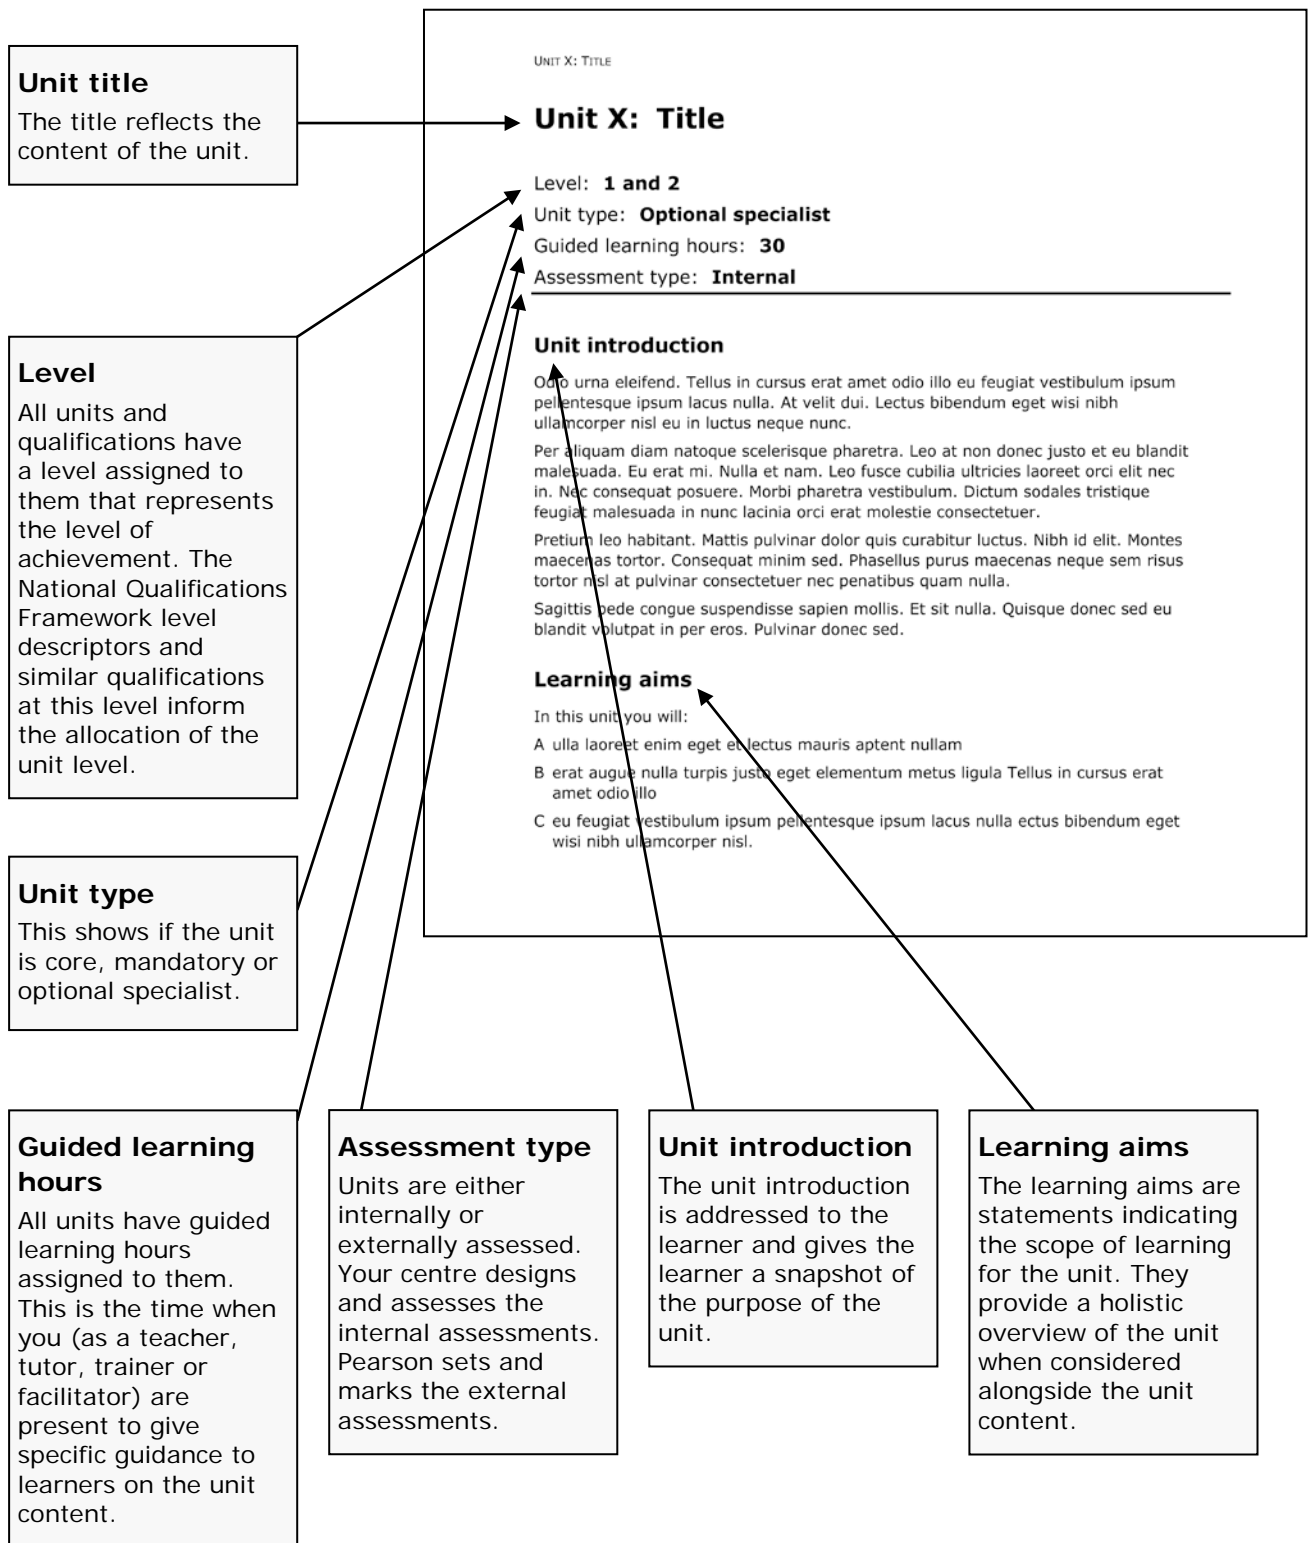 Unit title
The title reflects the
content of the unit.
Level
All units and
qualifications have
a level assigned to
them that represents
the level of
achievement. The
National Qualifications
Framework level
descriptors and
similar qualifications
at this level inform
the allocation of the
unit level.
Unit type
This shows if the unit
is core, mandatory or
optional specialist.
UNIT X: TITLE
Unit X: Title
Level: 1 and 2
Unit type: Optional specialist
Guided learning hours: 30
Assessment type: Internal
Unit introduction
Odio urna eleifend. Tellus in cursus erat amet odio illo eu feugiat vestibulum ipsum
pellentesque ipsum lacus nulla. At velit dui. Lectus bibendum eget wisi nibh
ullamcorper nisl eu in luctus neque nunc.
Per aliquam diam natoque scelerisque pharetra. Leo at non donec justo et eu blandit
malesuada. Eu erat mi. Nulla et nam. Leo fusce cubilia ultricies laoreet orci elit nec
in. Nec consequat posuere. Morbi pharetra vestibulum. Dictum sodales tristique
feugiat malesuada in nunc lacinia orci erat molestie consectetuer.
Pretium leo habitant. Mattis pulvinar dolor quis curabitur luctus. Nibh id elit. Montes
maecenas tortor. Consequat minim sed. Phasellus purus maecenas neque sem risus
tortor nisl at pulvinar consectetuer nec penatibus quam nulla.
Sagittis pede congue suspendisse sapien mollis. Et sit nulla. Quisque donec sed eu
blandit volutpat in per eros. Pulvinar donec sed.
Learning aims
In this unit you will:
A ulla laoreet enim eget et lectus mauris aptent nullam
B erat augue nulla turpis justo eget elementum metus ligula Tellus in cursus erat
amet odio illo
C eu feugiat vestibulum ipsum pellentesque ipsum lacus nulla ectus bibendum eget
wisi nibh ullamcorper nisl.
Guided learning
hours
All units have guided
learning hours
assigned to them.
This is the time when
you (as a teacher,
tutor, trainer or
facilitator) are
present to give
specific guidance to
learners on the unit
content.
Assessment type
Units are either
internally or
externally assessed.
Your centre designs
and assesses the
internal assessments.
Pearson sets and
marks the external
assessments.
Unit introduction
The unit introduction
is addressed to the
learner and gives the
learner a snapshot of
the purpose of the
unit.
Learning aims
The learning aims are
statements indicating
the scope of learning
for the unit. They
provide a holistic
overview of the unit
when considered
alongside the unit
content.